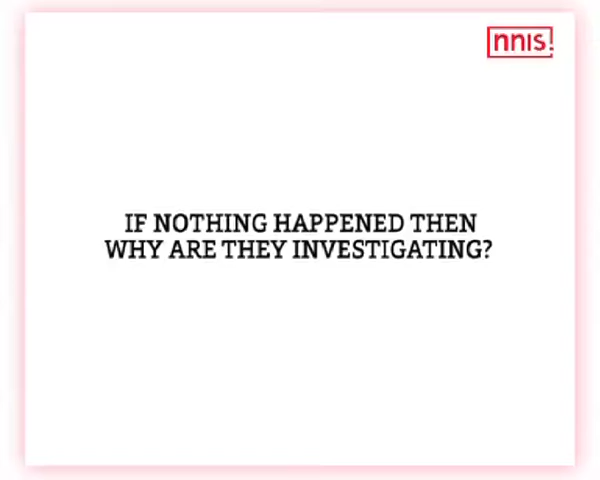 nnis!
IF NOTHING HAPPENED THEN
WHY ARE THEY INVESTIGATING?